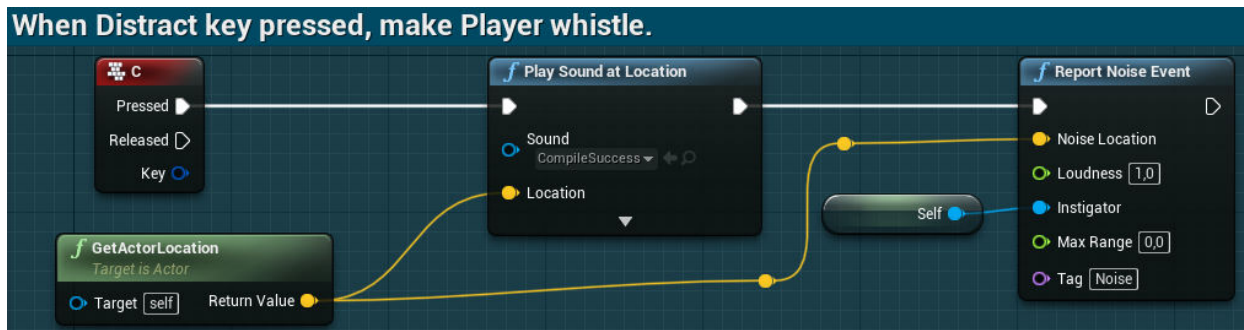 When Distract key pressed, make Player whistle.
C
Pressed
Released
Key
f Play Sound at Location
Sound
CompileSuccess
Location
f Report Noise Event
Noise Location
Loudness 1,0
Instigator
Max Range 0,0
Tag Noise
Self
f GetActorLocation
Target is Actor
Target self Return Value